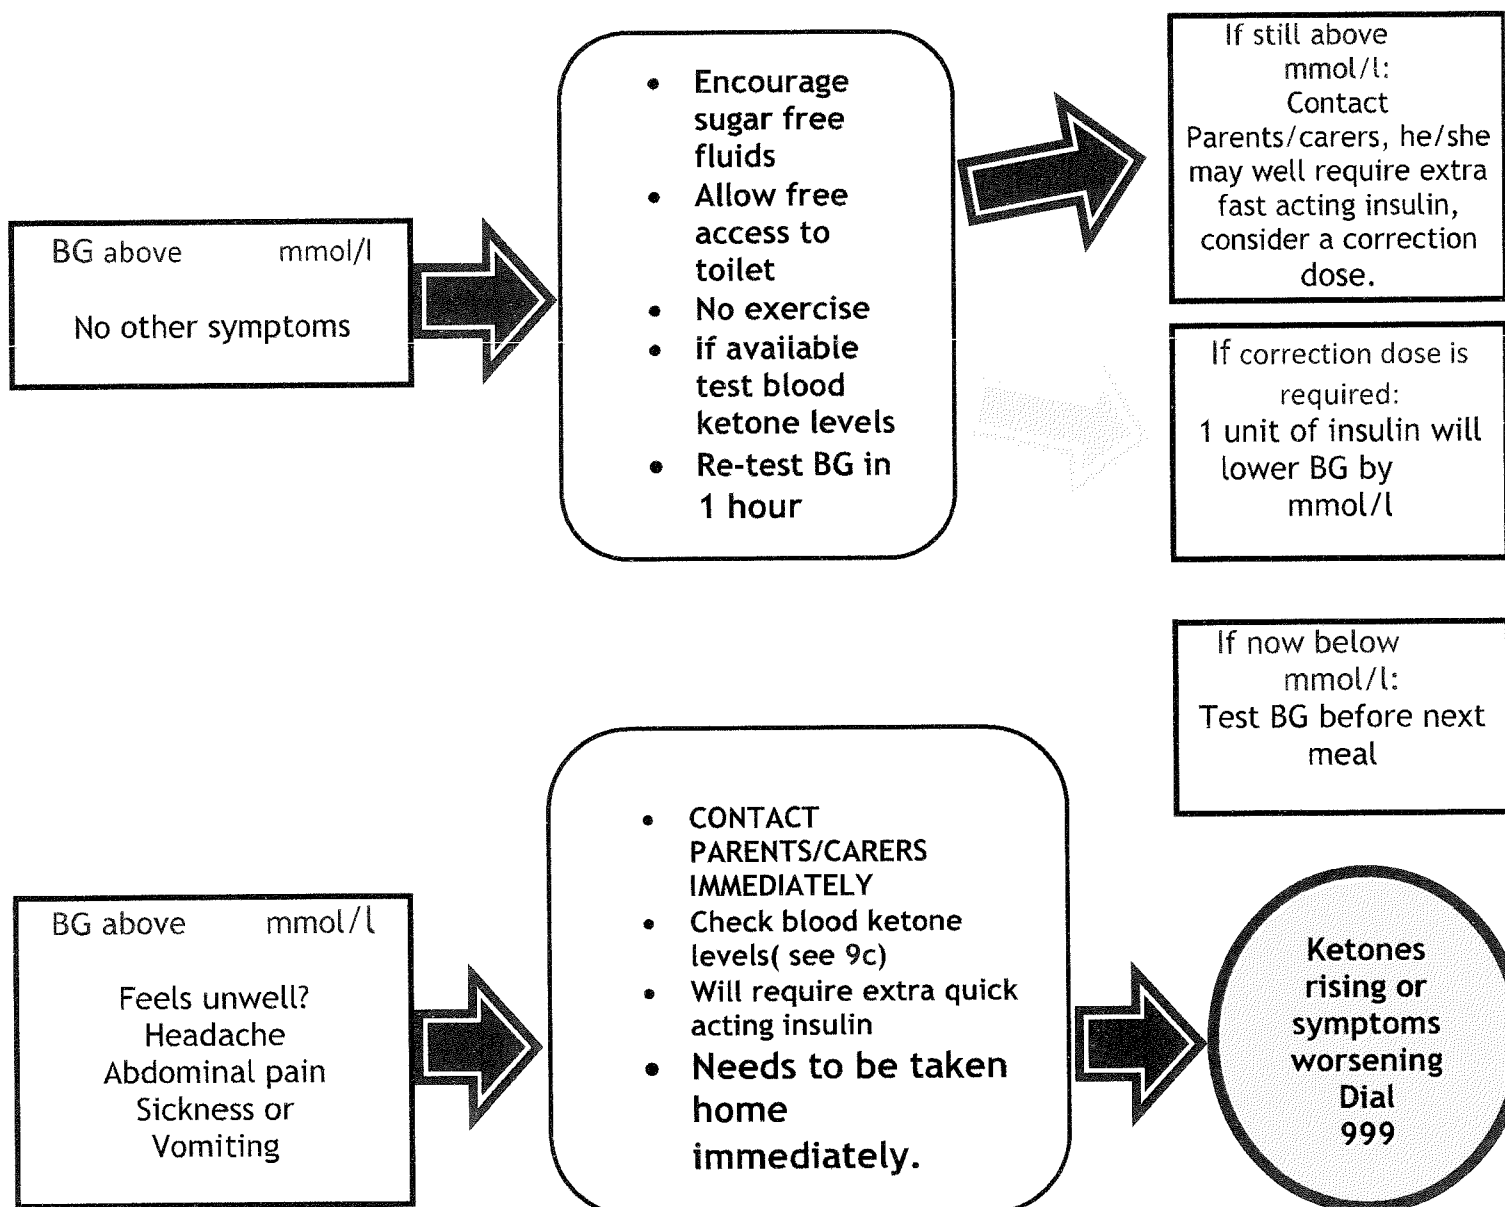 BG above mmol/l
No other symptoms
• Encourage
sugar free
fluids
• Allow free
access to
toilet
• No exercise
• if available
test blood
ketone levels
• Re-test BG in
1 hour
If still above
mmol/l:
Contact
Parents/carers, he/she
may well require extra
fast acting insulin,
consider a correction
dose.
If correction dose is
required:
1 unit of insulin will
lower BG by
mmol/l
If now below
mmol/l:
Test BG before next
meal
BG above mmol/l
Feels unwell?
Headache
Abdominal pain
Sickness or
Vomiting
• CONTACT
PARENTS/CARERS
IMMEDIATELY
• Check blood ketone
levels( see 9c)
• Will require extra quick
acting insulin
• Needs to be taken
home
immediately.
Ketones
rising or
symptoms
worsening
Dial
999